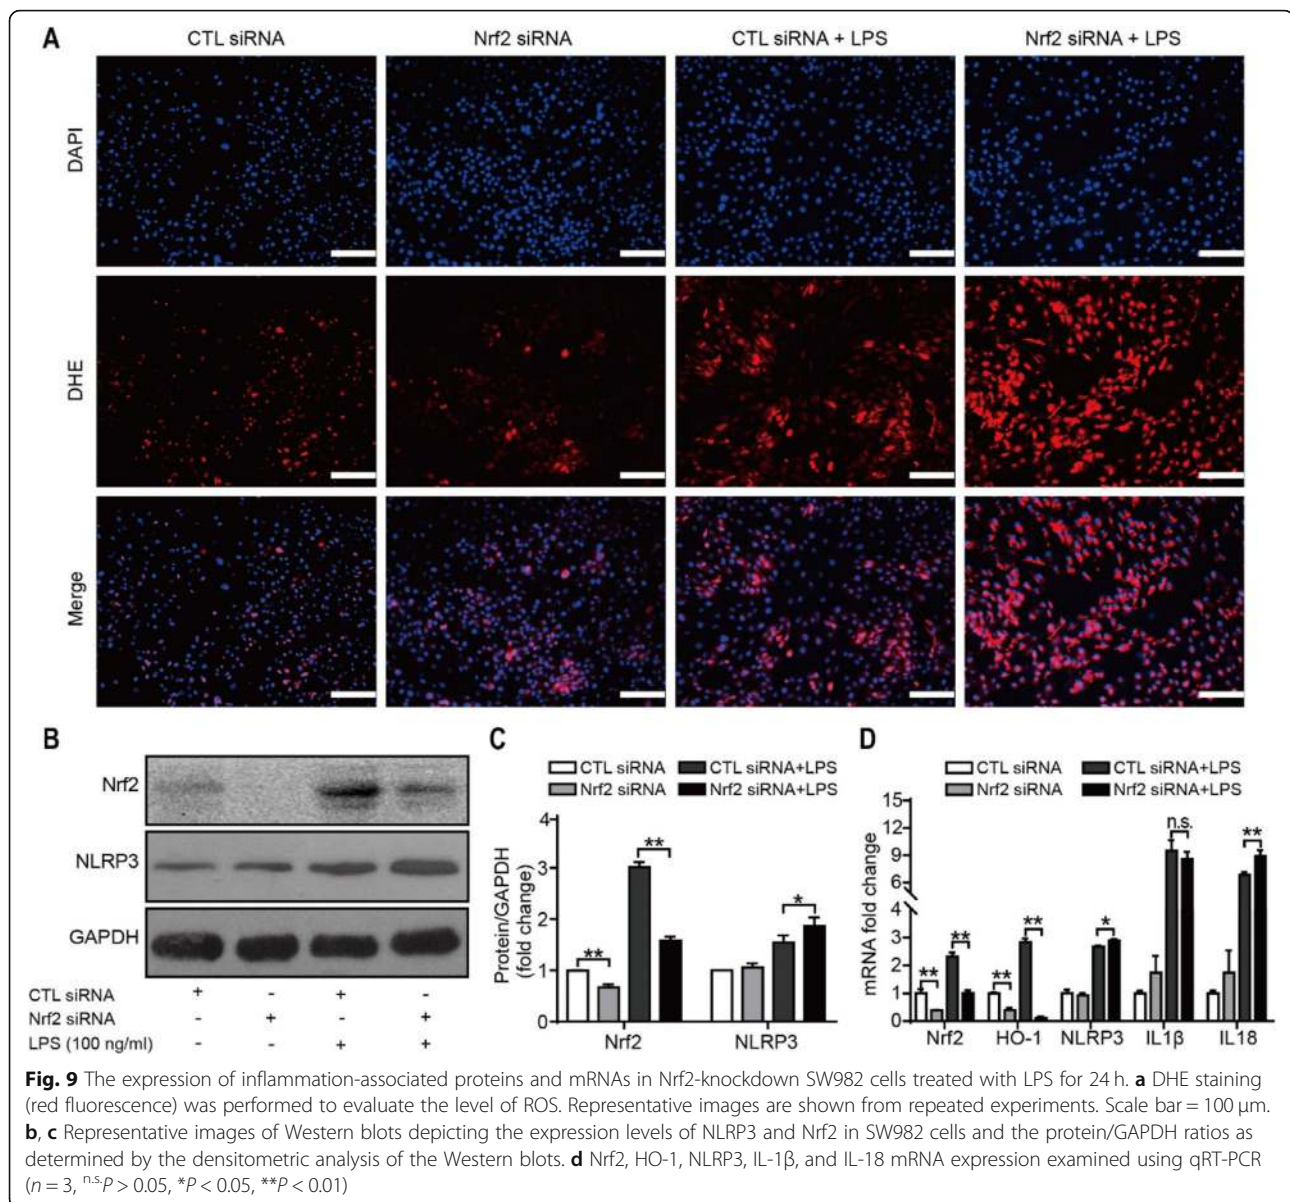 A
CTL siRNA
Nrf2 siRNA
CTL siRNA + LPS
Nrf2 siRNA + LPS
DAPI
DHE
Merge
B
Nrf2
NLRP3
GAPDH
CTL siRNA + - + -
Nrf2 siRNA - + - +
LPS (100 ng/ml) - - + +
C
CTL siRNA CTL siRNA+LPS
Nrf2 siRNA Nrf2 siRNA+LPS
Protein/GAPDH
(fold change)
4
3
2
1
0
**
**
*
Nrf2 NLRP3
D
CTL siRNA CTL siRNA+LPS
Nrf2 siRNA Nrf2 siRNA+LPS
mRNA fold change
15
12
9
6
4
3
2
1
0
**
**
**
**
*
n.s.
**
Nrf2 HO-1 NLRP3 IL1β IL18
Fig. 9 The expression of inflammation-associated proteins and mRNAs in Nrf2-knockdown SW982 cells treated with LPS for 24 h. a DHE staining
(red fluorescence) was performed to evaluate the level of ROS. Representative images are shown from repeated experiments. Scale bar = 100 μm.
b, c Representative images of Western blots depicting the expression levels of NLRP3 and Nrf2 in SW982 cells and the protein/GAPDH ratios as
determined by the densitometric analysis of the Western blots. d Nrf2, HO-1, NLRP3, IL-1β, and IL-18 mRNA expression examined using qRT-PCR
(n = 3, n.s.P > 0.05, *P < 0.05, **P < 0.01)